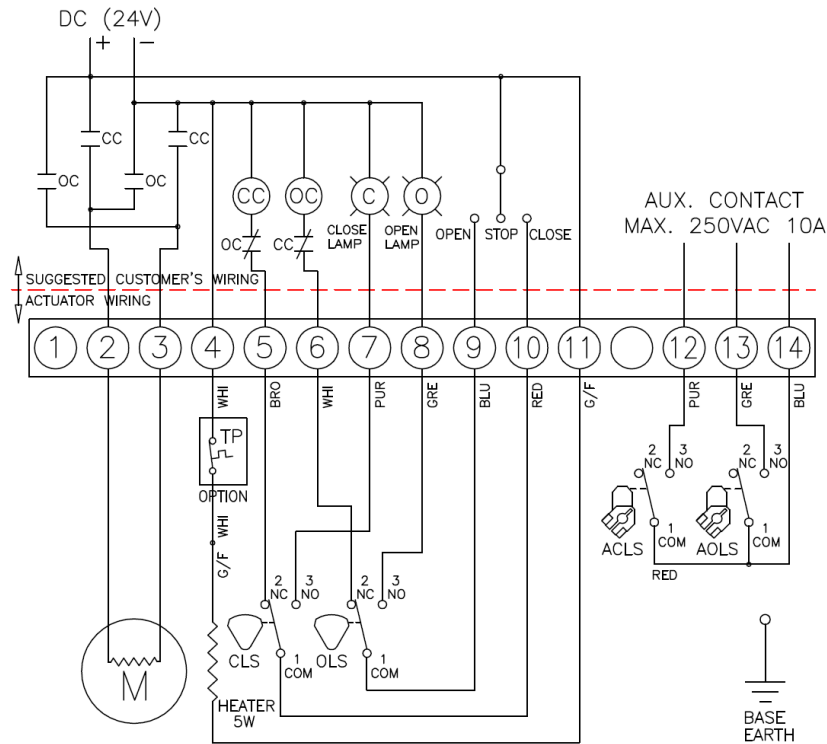 DC (24V)
+ −
CC CC
OC OC
CC OC C O
OC CC CLOSE LAMP OPEN LAMP OPEN STOP CLOSE
AUX. CONTACT
MAX. 250VAC 10A
SUGGESTED CUSTOMER'S WIRING
ACTUATOR WIRING
1 2 3 4 5 6 7 8 9 10 11 12 13 14
WHI BRO WHI PUR GRE BLU RED G/F PUR GRE BLU
TP
OPTION
WHI
G/F
2 NC 3 NO
1 COM
CLS
2 NC 3 NO
1 COM
OLS
2 NC 3 NO
1 COM
ACLS
2 NC 3 NO
1 COM
AOLS
RED
M
HEATER
5W
BASE
EARTH